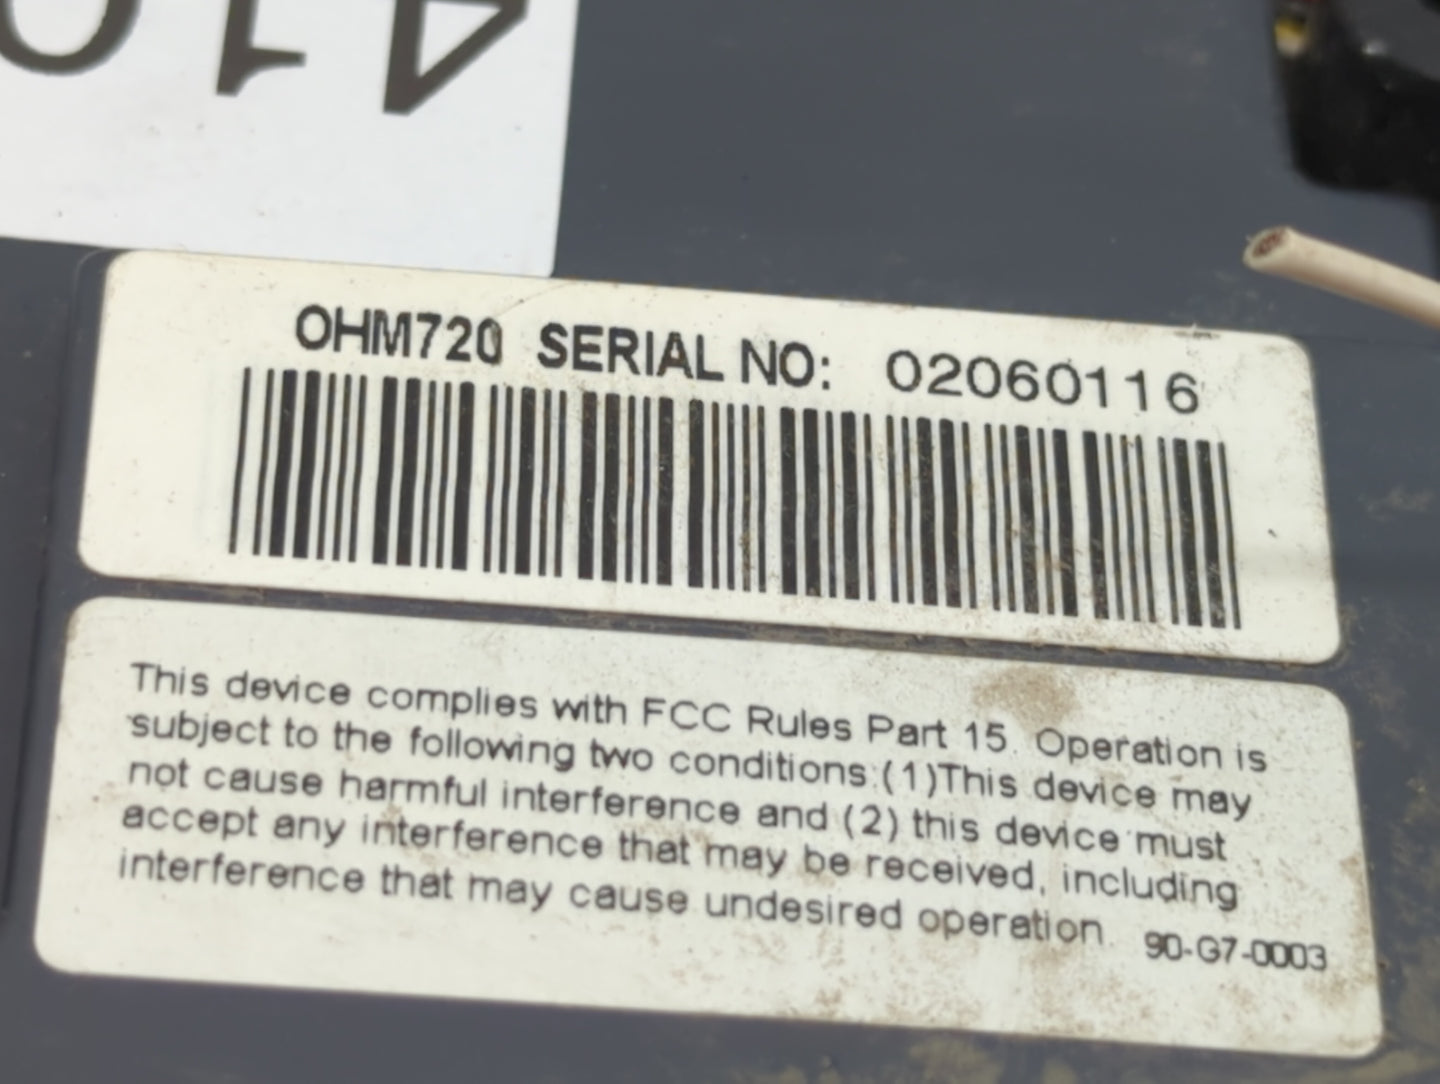 410
OHM720 SERIAL NO: 02060116
This device complies with FCC Rules Part 15. Operation is
subject to the following two conditions:(1)This device may
not cause harmful interference and (2) this device must
accept any interference that may be received, including
interference that may cause undesired operation.
90-G7-0003